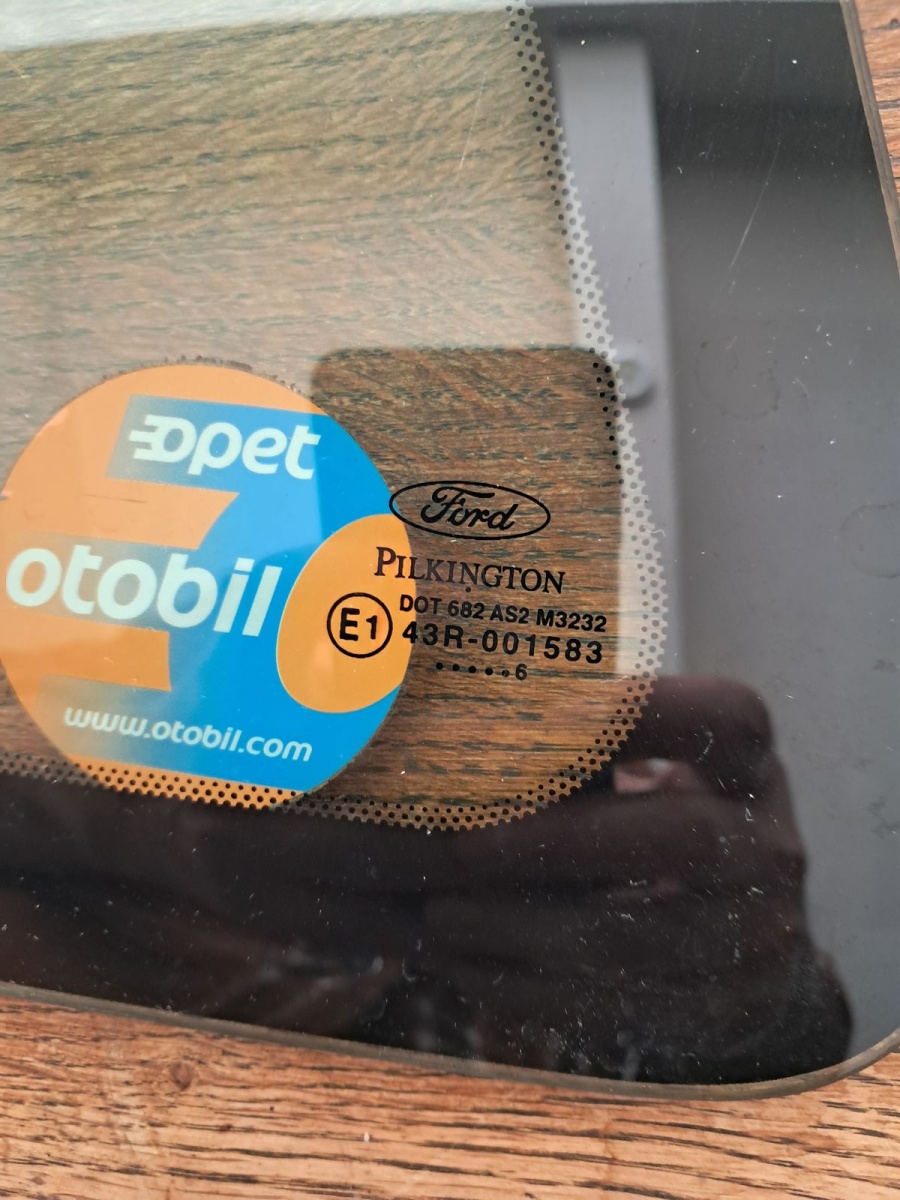 opet
otobil
www.otobil.com
Ford
PILKINGTON
DOT 682 AS2 M3232
E1 43R-001583
•••••• 6